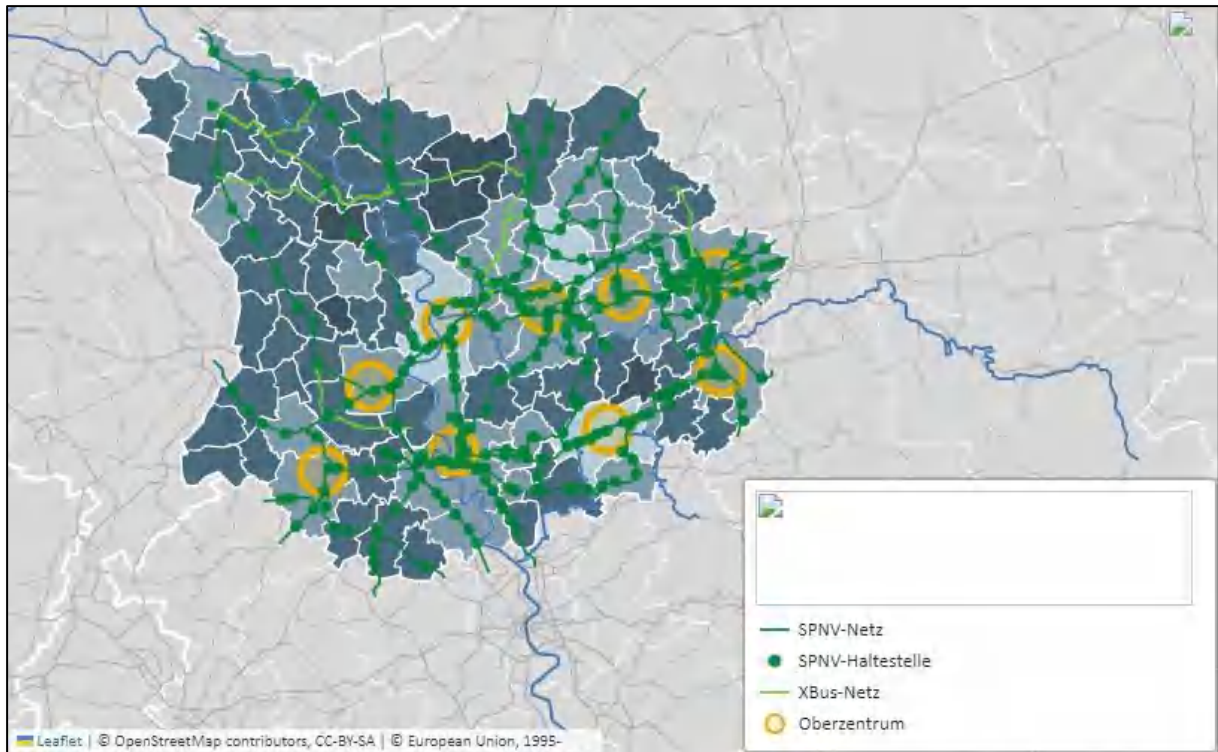 SPNV-Netz
SPNV-Haltestelle
XBus-Netz
Oberzentrum
Leaflet | © OpenStreetMap contributors, CC-BY-SA | © European Union, 1995-